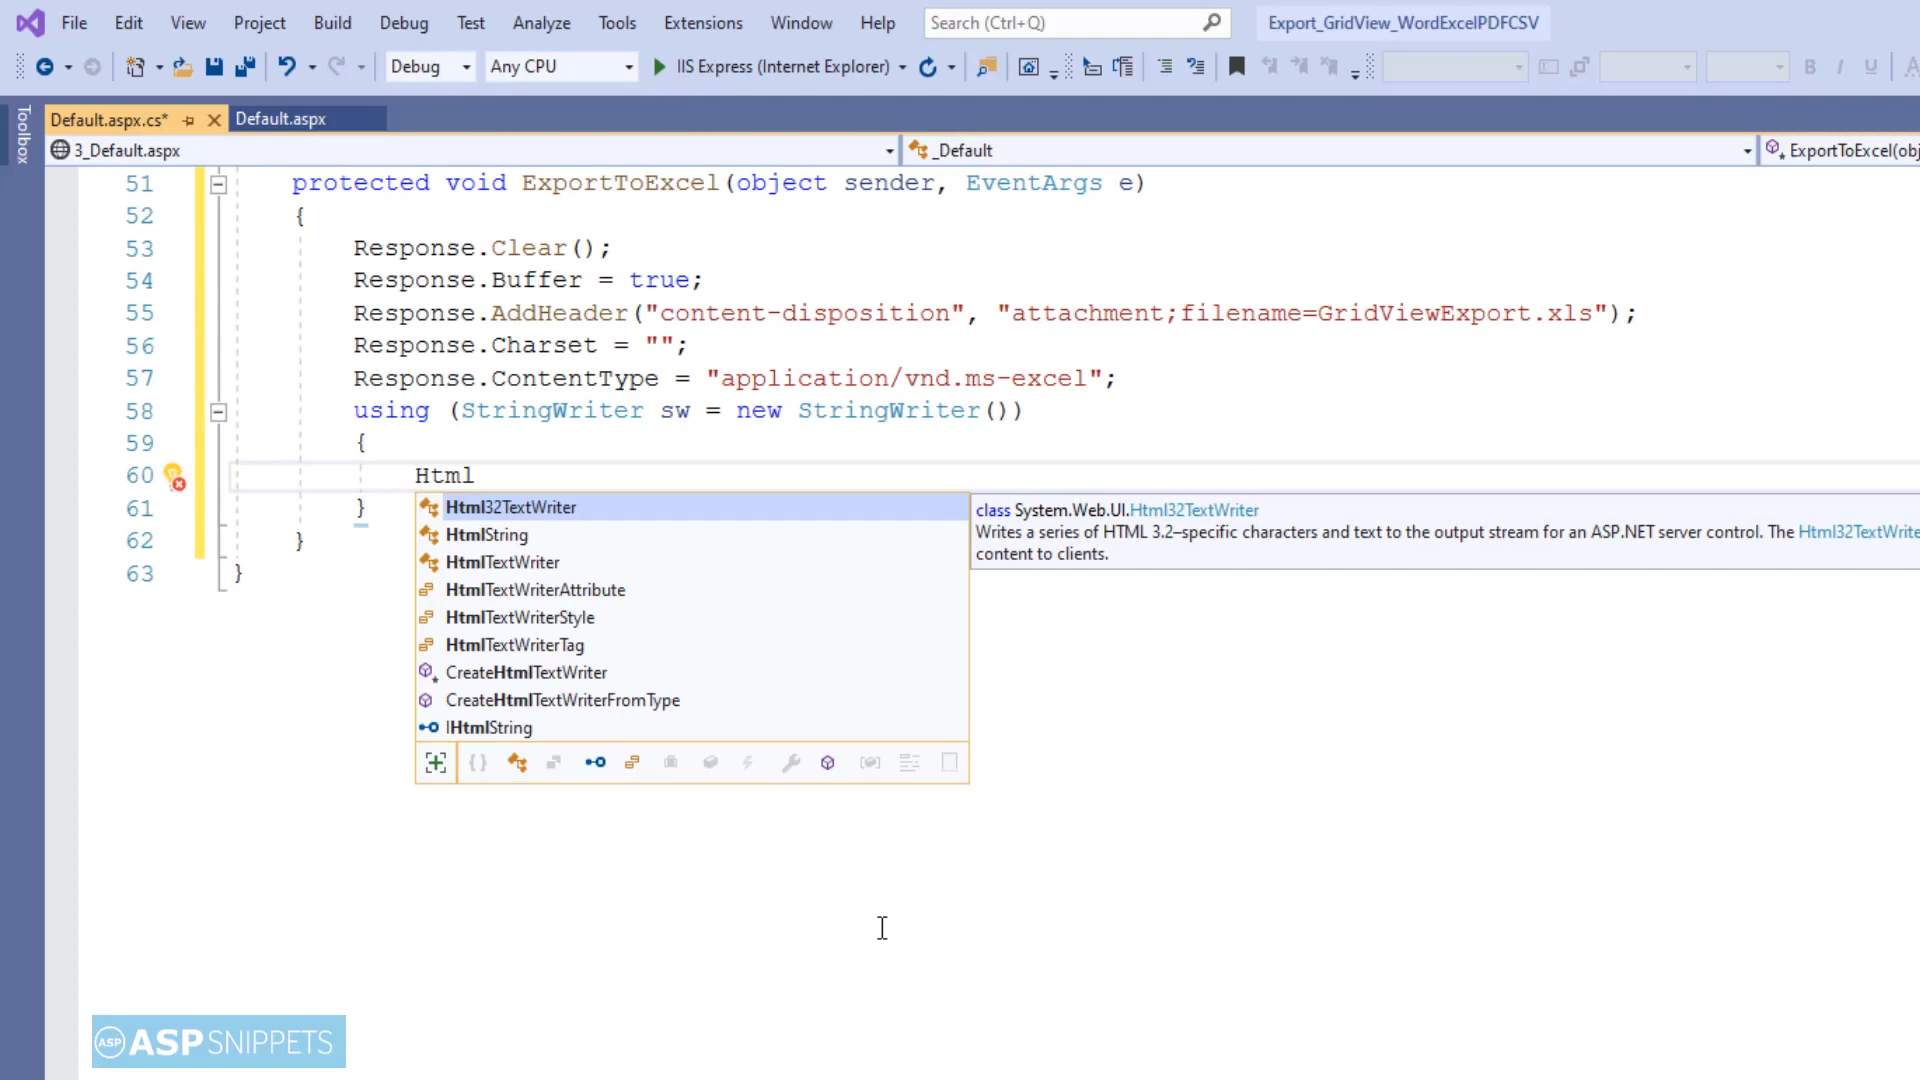 File Edit View Project Build Debug Test Analyze Tools Extensions Window Help Search (Ctrl+Q) Export_GridView_WordExcelPDFCSV
Debug Any CPU IIS Express (Internet Explorer) B I U A
Toolbox
Default.aspx.cs* Default.aspx
3_Default.aspx _Default ExportToExcel(obj
51 protected void ExportToExcel(object sender, EventArgs e)
52 {
53 Response.Clear();
54 Response.Buffer = true;
55 Response.AddHeader("content-disposition", "attachment;filename=GridViewExport.xls");
56 Response.Charset = "";
57 Response.ContentType = "application/vnd.ms-excel";
58 using (StringWriter sw = new StringWriter())
59 {
60 Html
61 }
62 }
63 }
Html32TextWriter
HtmlString
HtmlTextWriter
HtmlTextWriterAttribute
HtmlTextWriterStyle
HtmlTextWriterTag
CreateHtmlTextWriter
CreateHtmlTextWriterFromType
IHtmlString
class System.Web.UI.Html32TextWriter
Writes a series of HTML 3.2–specific characters and text to the output stream for an ASP.NET server control. The Html32TextWrite
content to clients.
ASP ASPSNIPPETS